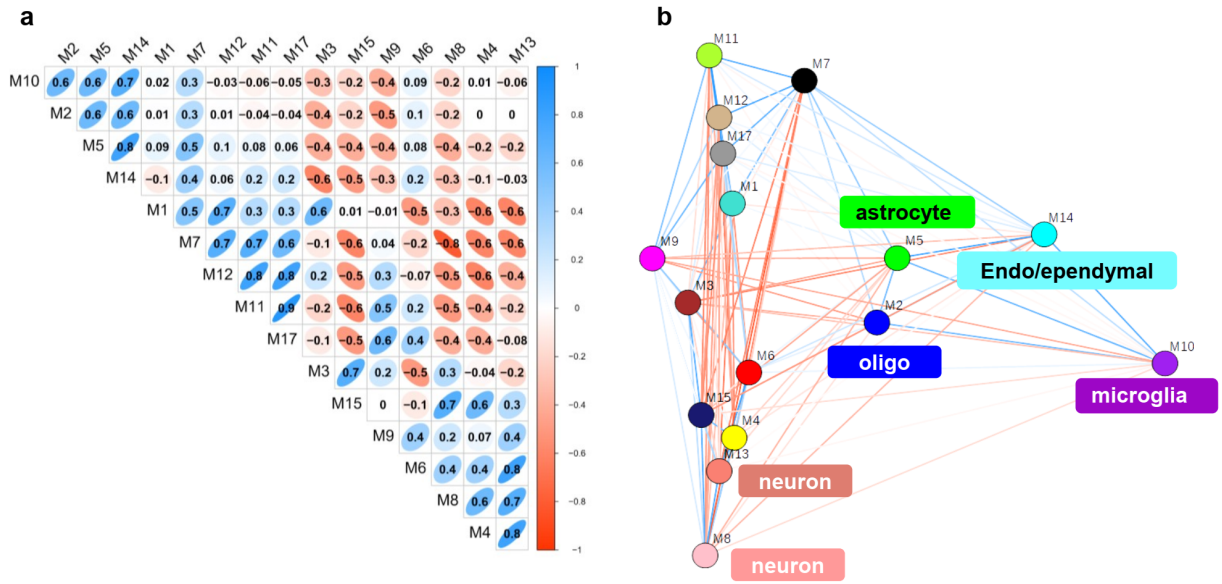 a
M2 M5 M14 M1 M7 M12 M11 M17 M3 M15 M9 M6 M8 M4 M13
M10 0.6 0.6 0.7 0.02 0.3 −0.03 −0.06 −0.05 −0.3 −0.2 −0.4 0.09 −0.2 0.01 −0.06
M2 0.6 0.6 0.01 0.3 0.01 −0.04 −0.04 −0.4 −0.2 −0.5 0.1 −0.2 0 0
M5 0.8 0.09 0.5 0.1 0.08 0.06 −0.4 −0.4 −0.4 0.08 −0.4 −0.2 −0.2
M14 −0.1 0.4 0.06 0.2 0.2 −0.6 −0.5 −0.3 0.2 −0.3 −0.1 −0.03
M1 0.5 0.7 0.3 0.3 0.6 0.01 −0.01 −0.5 −0.3 −0.6 −0.6
M7 0.7 0.7 0.6 −0.1 −0.6 0.04 −0.2 −0.8 −0.6 −0.6
M12 0.8 0.8 0.2 −0.5 0.3 −0.07 −0.5 −0.6 −0.4
M11 0.9 −0.2 −0.6 0.5 0.2 −0.5 −0.4 −0.2
M17 −0.1 −0.5 0.6 0.4 −0.4 −0.4 −0.08
M3 0.7 0.2 −0.5 0.3 −0.04 −0.2
M15 0 −0.1 0.7 0.6 0.3
M9 0.4 0.2 0.07 0.4
M6 0.4 0.4 0.8
M8 0.6 0.7
M4 0.8
1
0.8
0.6
0.4
0.2
0
−0.2
−0.4
−0.6
−0.8
−1
b
M11
M7
M12
M17
M1
astrocyte
M14
M9
M5
Endo/ependymal
M3
M2
M10
oligo
M6
microglia
M15
M4
M13
neuron
M8
neuron